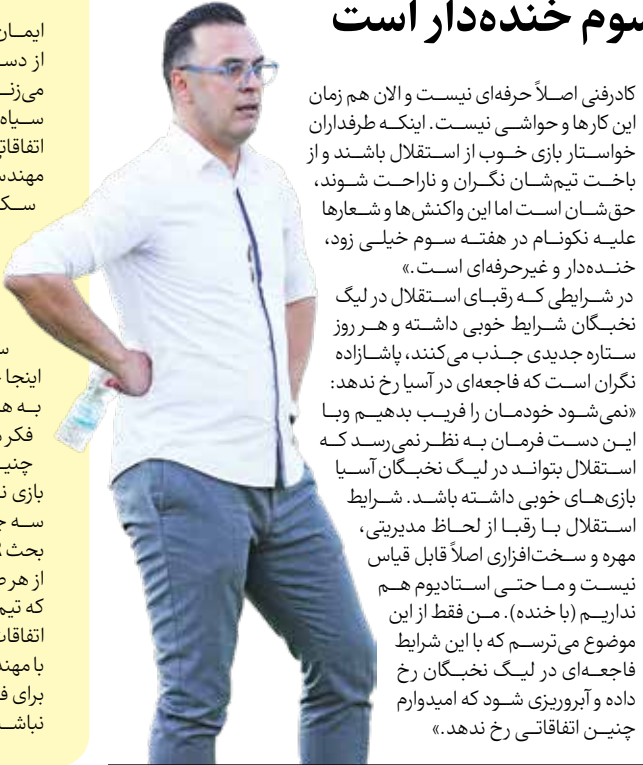 سوم خنده‌دار است
کادرفنی اصلاً حرفه‌ای نیست و الان هم زمان
این کارها و حواشی نیست. اینکه طرفداران
خواستار بازی خوب از استقلال باشند و از
باخت تیم‌شان نگران و ناراحت شوند،
حق‌شان است اما این واکنش‌ها و شعارها
علیه نکونام در هفته سوم خیلی زود،
خنده‌دار و غیرحرفه‌ای است.»
در شرایطی که رقبای استقلال در لیگ
نخبگان شرایط خوبی داشته و هر روز
ستاره جدیدی جذب می‌کنند، پاشازاده
نگران است که فاجعه‌ای در آسیا رخ ندهد:
«نمی‌شود خودمان را فریب بدهیم وبا
این دست فرمان به نظر نمی‌رسد که
استقلال بتواند در لیگ نخبگان آسیا
بازی‌های خوبی داشته باشد. شرایط
استقلال با رقبا از لحاظ مدیریتی،
مهره و سخت‌افزاری اصلاً قابل قیاس
نیست و ما حتی استادیوم هم
نداریم (با خنده). من فقط از این
موضوع می‌ترسم که با این شرایط
فاجعه‌ای در لیگ نخبگان رخ
داده و آبروریزی شود که امیدوارم
چنین اتفاقاتی رخ ندهد.»
ایمان
از دس
می‌زن
سیاه
اتفاقات
مهندس
سک
س
اینجا
به ه
فکر
چنی
بازی ن
سه ج
بحث
از هر ص
که تیم
اتفاقات
با مهند
برای ف
نباش